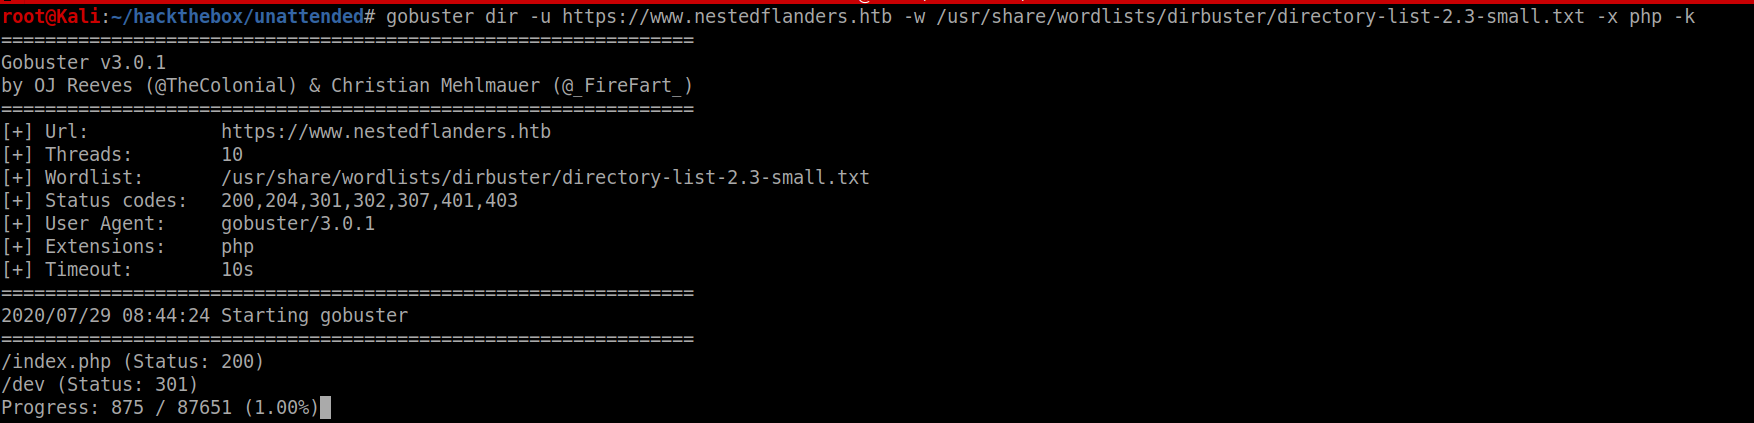 root@Kali:~/hackthebox/unattended# gobuster dir -u https://www.nestedflanders.htb -w /usr/share/wordlists/dirbuster/directory-list-2.3-small.txt -x php -k
===============================================================
Gobuster v3.0.1
by OJ Reeves (@TheColonial) & Christian Mehlmauer (@_FireFart_)
===============================================================
[+] Url:            https://www.nestedflanders.htb
[+] Threads:        10
[+] Wordlist:       /usr/share/wordlists/dirbuster/directory-list-2.3-small.txt
[+] Status codes:   200,204,301,302,307,401,403
[+] User Agent:     gobuster/3.0.1
[+] Extensions:     php
[+] Timeout:        10s
===============================================================
2020/07/29 08:44:24 Starting gobuster
===============================================================
/index.php (Status: 200)
/dev (Status: 301)
Progress: 875 / 87651 (1.00%)